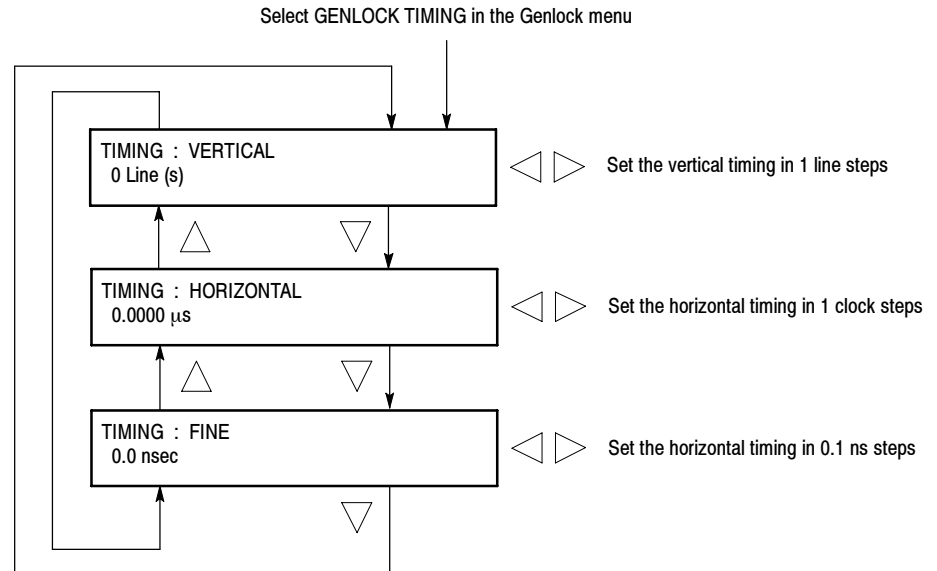 Select GENLOCK TIMING in the Genlock menu
TIMING : VERTICAL
0 Line (s)
Set the vertical timing in 1 line steps
TIMING : HORIZONTAL
0.0000 μs
Set the horizontal timing in 1 clock steps
TIMING : FINE
0.0 nsec
Set the horizontal timing in 0.1 ns steps